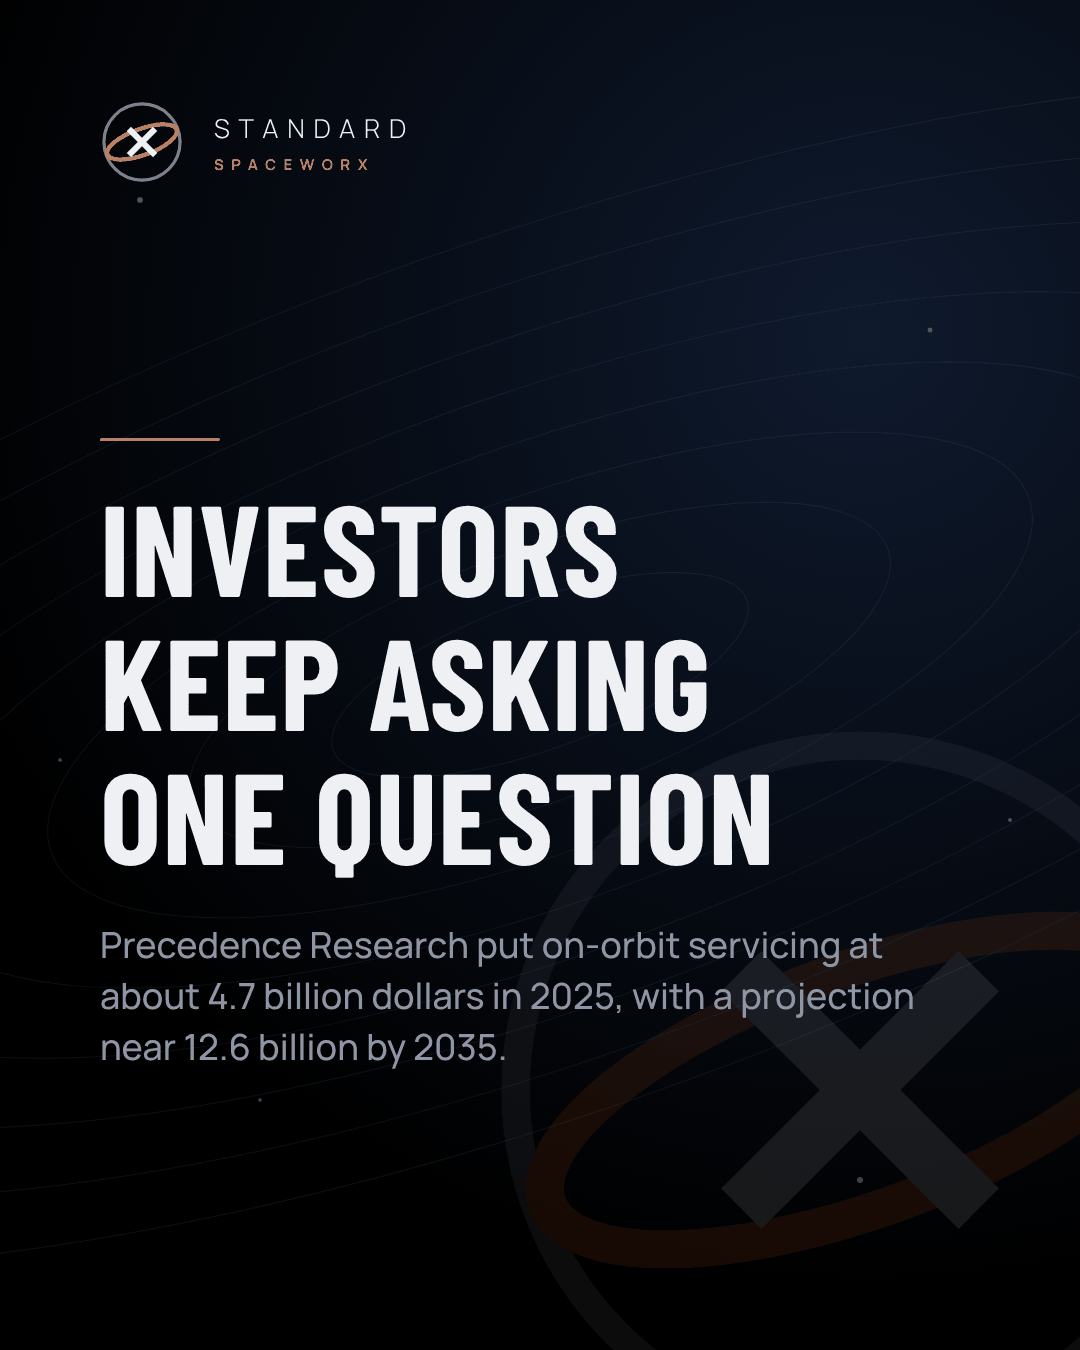 STANDARD
SPACEWORX
INVESTORS
KEEP ASKING
ONE QUESTION
Precedence Research put on-orbit servicing at
about 4.7 billion dollars in 2025, with a projection
near 12.6 billion by 2035.